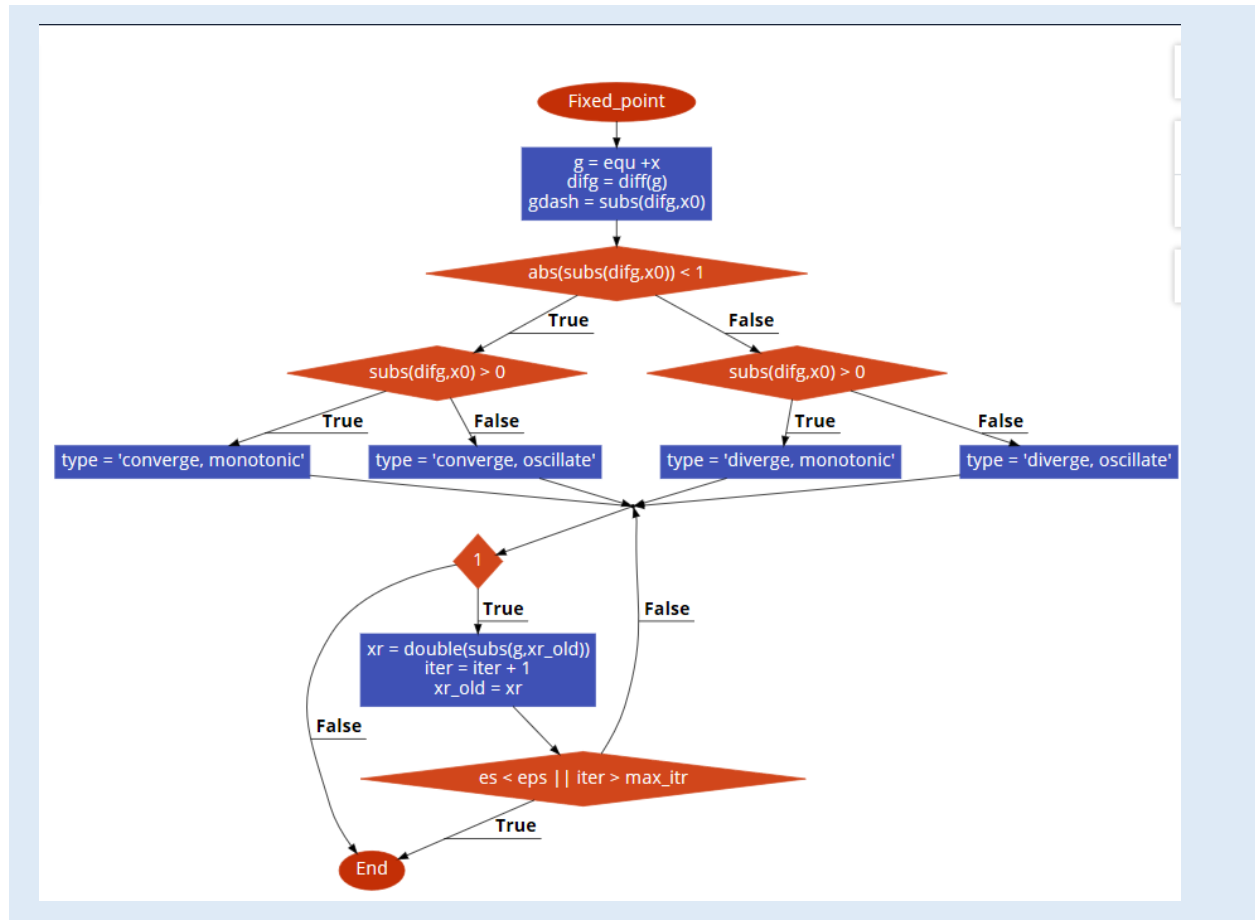 Fixed_point
g = equ +x
difg = diff(g)
gdash = subs(difg,x0)
abs(subs(difg,x0)) < 1
True
False
subs(difg,x0) > 0
subs(difg,x0) > 0
True
False
True
False
type = 'converge, monotonic'
type = 'converge, oscillate'
type = 'diverge, monotonic'
type = 'diverge, oscillate'
1
True
False
xr = double(subs(g,xr_old))
iter = iter + 1
xr_old = xr
False
es < eps || iter > max_itr
True
End